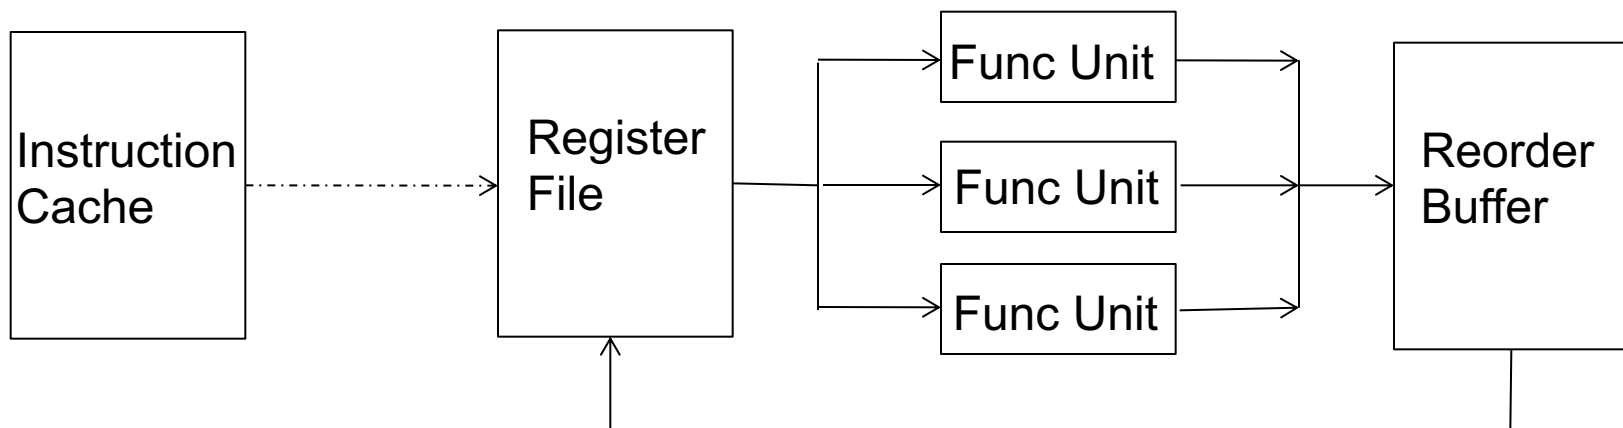 Instruction
Cache
Register
File
Func Unit
Func Unit
Func Unit
Reorder
Buffer